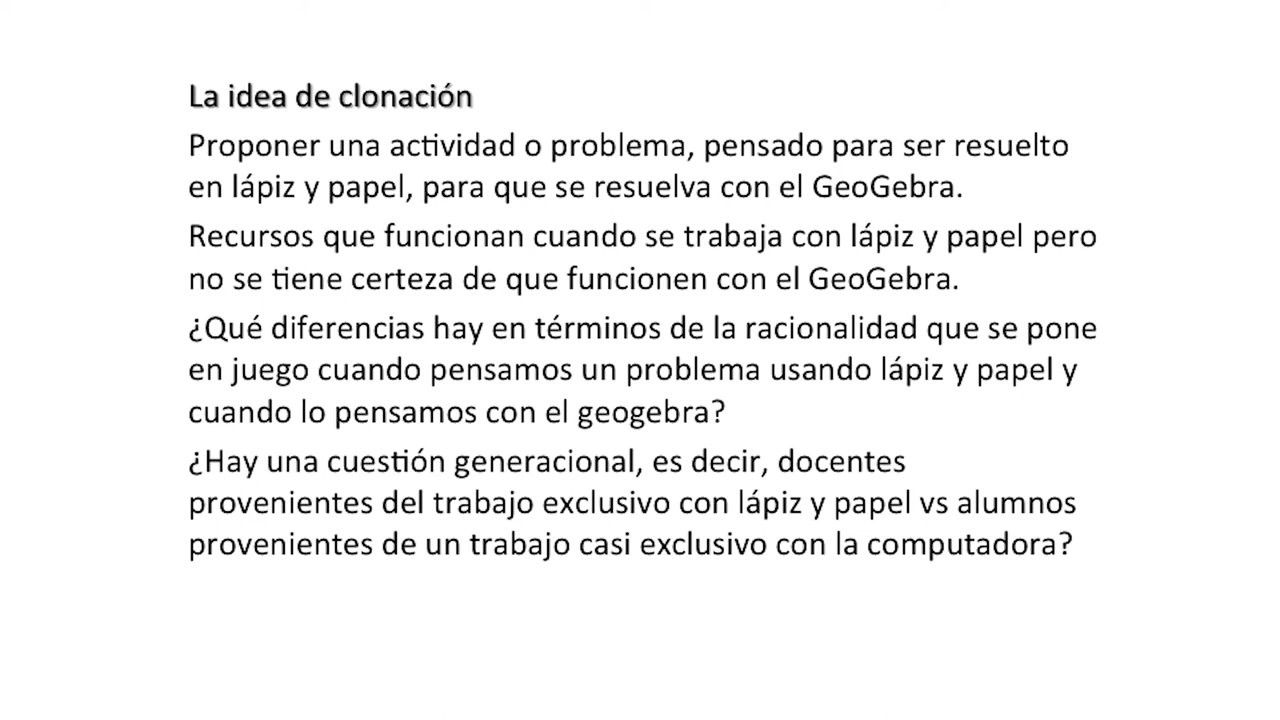 La idea de clonación
Proponer una actividad o problema, pensado para ser resuelto
en lápiz y papel, para que se resuelva con el GeoGebra.
Recursos que funcionan cuando se trabaja con lápiz y papel pero
no se tiene certeza de que funcionen con el GeoGebra.
¿Qué diferencias hay en términos de la racionalidad que se pone
en juego cuando pensamos un problema usando lápiz y papel y
cuando lo pensamos con el geogebra?
¿Hay una cuestión generacional, es decir, docentes
provenientes del trabajo exclusivo con lápiz y papel vs alumnos
provenientes de un trabajo casi exclusivo con la computadora?